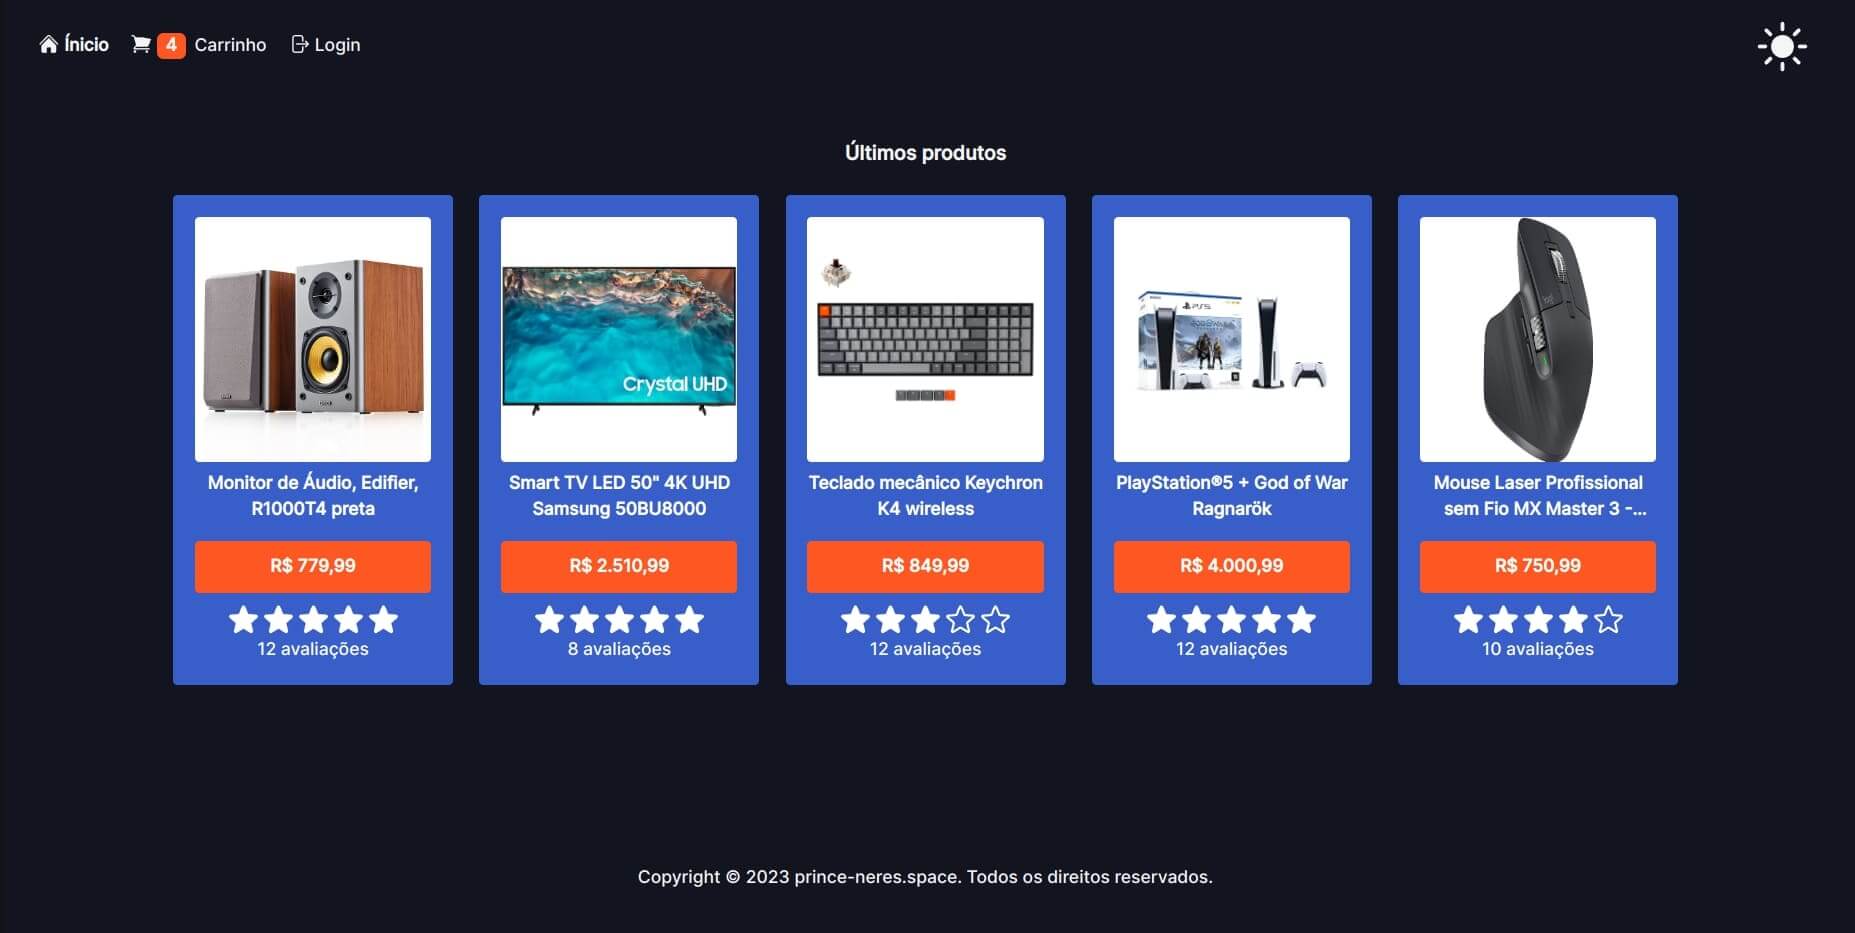 Ínicio 4 Carrinho Login
Últimos produtos
Monitor de Áudio, Edifier,
R1000T4 preta
R$ 779,99
12 avaliações
Crystal UHD
Smart TV LED 50" 4K UHD
Samsung 50BU8000
R$ 2.510,99
8 avaliações
Teclado mecânico Keychron
K4 wireless
R$ 849,99
12 avaliações
PS5
PlayStation®5 + God of War
Ragnarök
R$ 4.000,99
12 avaliações
Mouse Laser Profissional
sem Fio MX Master 3 -...
R$ 750,99
10 avaliações
Copyright © 2023 prince-neres.space. Todos os direitos reservados.